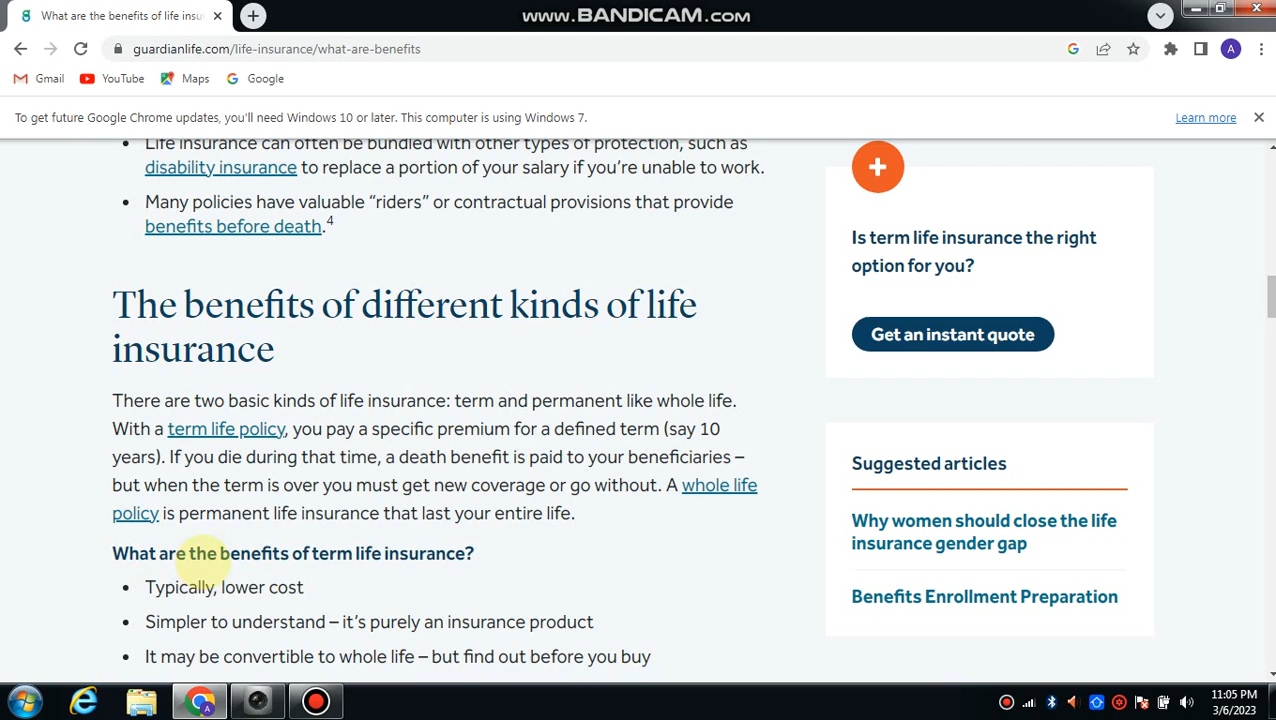 What are the benefits of life insu
www.BANDICAM.com
guardianlife.com/life-insurance/what-are-benefits
A
Gmail
YouTube
Maps
Google
To get future Google Chrome updates, you'll need Windows 10 or later. This computer is using Windows 7.
Learn more
Life insurance can often be bundled with other types of protection, such as
disability insurance to replace a portion of your salary if you're unable to work.
Many policies have valuable “riders” or contractual provisions that provide
benefits before death.4
The benefits of different kinds of life
insurance
There are two basic kinds of life insurance: term and permanent like whole life.
With a term life policy, you pay a specific premium for a defined term (say 10
years). If you die during that time, a death benefit is paid to your beneficiaries –
but when the term is over you must get new coverage or go without. A whole life
policy is permanent life insurance that last your entire life.
What are the benefits of term life insurance?
Typically, lower cost
Simpler to understand – it's purely an insurance product
It may be convertible to whole life – but find out before you buy
Is term life insurance the right
option for you?
Get an instant quote
Suggested articles
Why women should close the life
insurance gender gap
Benefits Enrollment Preparation
11:05 PM
3/6/2023